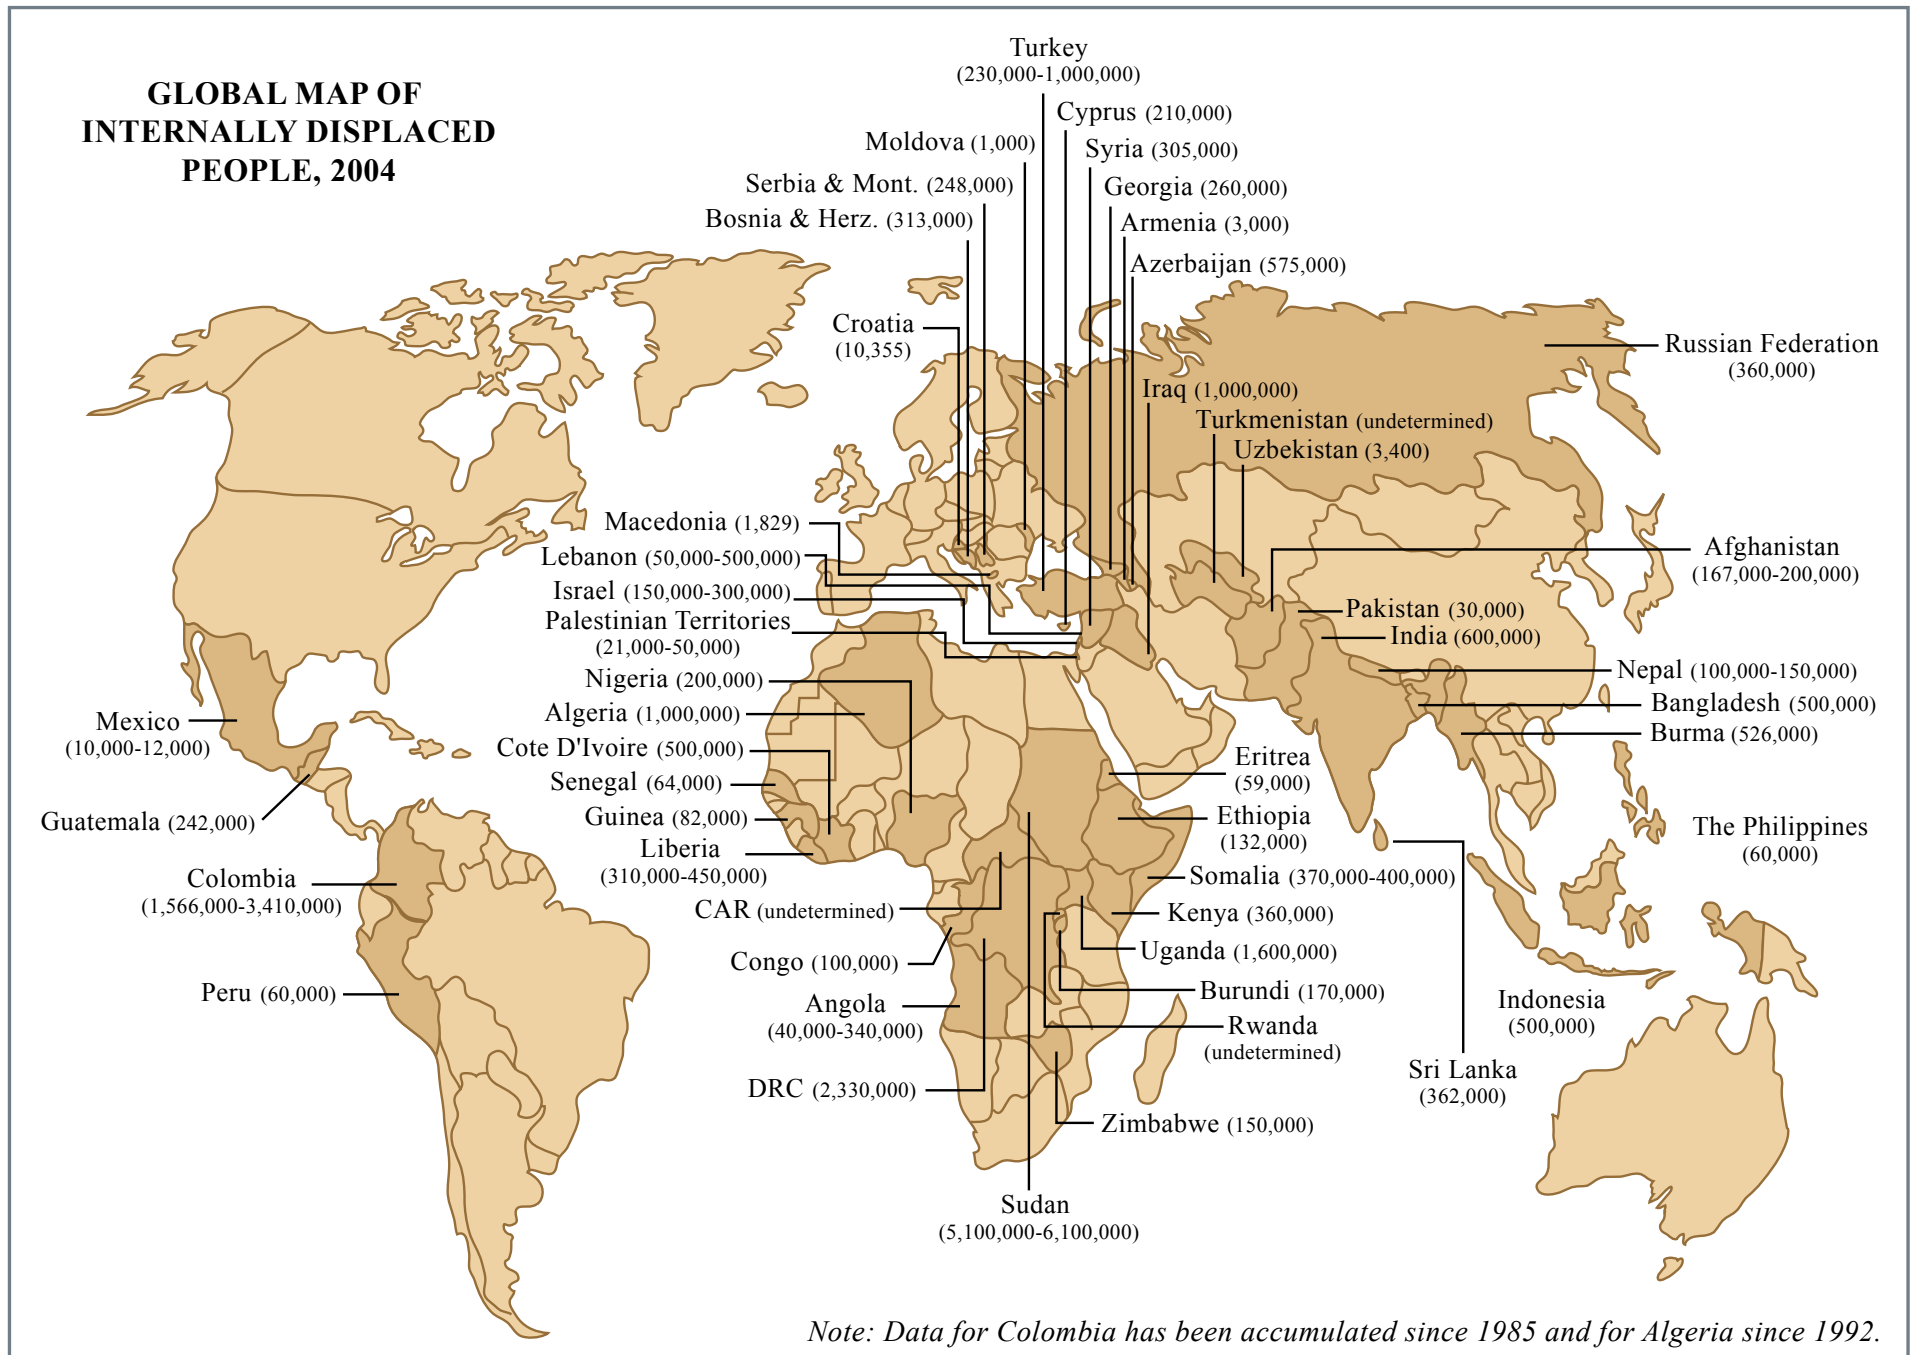 GLOBAL MAP OF
INTERNALLY DISPLACED
PEOPLE, 2004
Turkey
(230,000-1,000,000)
Cyprus (210,000)
Moldova (1,000)
Syria (305,000)
Serbia & Mont. (248,000)
Georgia (260,000)
Bosnia & Herz. (313,000)
Armenia (3,000)
Azerbaijan (575,000)
Croatia
(10,355)
Russian Federation
(360,000)
Iraq (1,000,000)
Turkmenistan (undetermined)
Uzbekistan (3,400)
Macedonia (1,829)
Lebanon (50,000-500,000)
Israel (150,000-300,000)
Palestinian Territories
(21,000-50,000)
Afghanistan
(167,000-200,000)
Pakistan (30,000)
India (600,000)
Nepal (100,000-150,000)
Bangladesh (500,000)
Burma (526,000)
Nigeria (200,000)
Algeria (1,000,000)
Cote D'Ivoire (500,000)
Senegal (64,000)
Guinea (82,000)
Liberia
(310,000-450,000)
CAR (undetermined)
Congo (100,000)
Angola
(40,000-340,000)
DRC (2,330,000)
Mexico
(10,000-12,000)
Guatemala (242,000)
Colombia
(1,566,000-3,410,000)
Peru (60,000)
Eritrea
(59,000)
Ethiopia
(132,000)
Somalia (370,000-400,000)
Kenya (360,000)
Uganda (1,600,000)
Burundi (170,000)
Rwanda
(undetermined)
Zimbabwe (150,000)
Sudan
(5,100,000-6,100,000)
The Philippines
(60,000)
Indonesia
(500,000)
Sri Lanka
(362,000)
Note: Data for Colombia has been accumulated since 1985 and for Algeria since 1992.